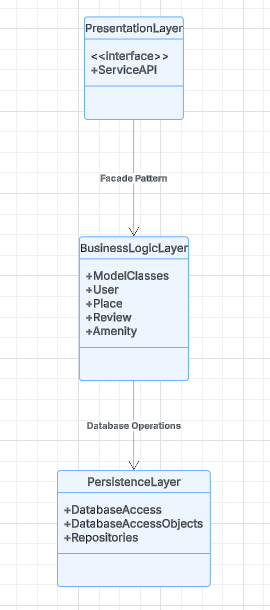 PresentationLayer
<<interface>>
+ServiceAPI
Facade Pattern
BusinessLogicLayer
+ModelClasses
+User
+Place
+Review
+Amenity
Database Operations
PersistenceLayer
+DatabaseAccess
+DatabaseAccessObjects
+Repositories